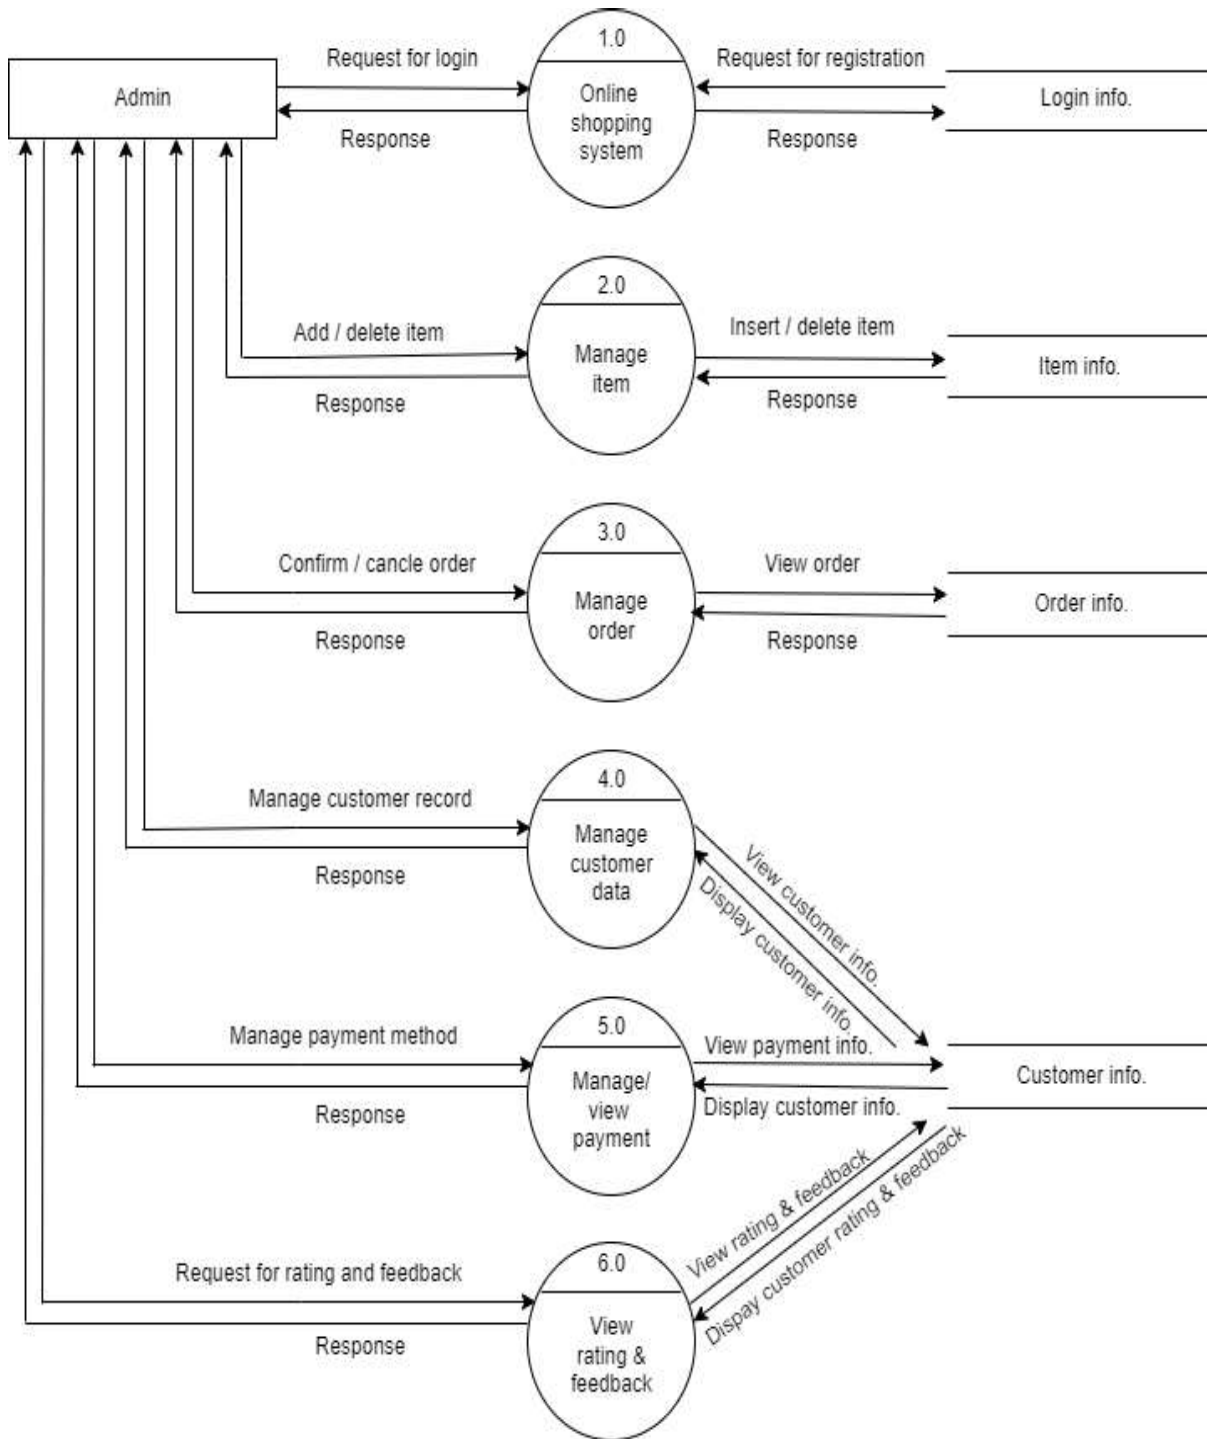 1.0
Request for login
Request for registration
Admin
Online
shopping
system
Login info.
Response
Response
2.0
Add / delete item
Insert / delete item
Manage
item
Item info.
Response
Response
3.0
Confirm / cancle order
View order
Manage
order
Order info.
Response
Response
4.0
Manage customer record
Manage
customer
data
Response
View customer info.
Display customer info.
5.0
Manage payment method
View payment info.
Manage/
view
payment
Customer info.
Response
Display customer info.
View rating & feedback
Dispay customer rating & feedback
6.0
Request for rating and feedback
View
rating &
feedback
Response